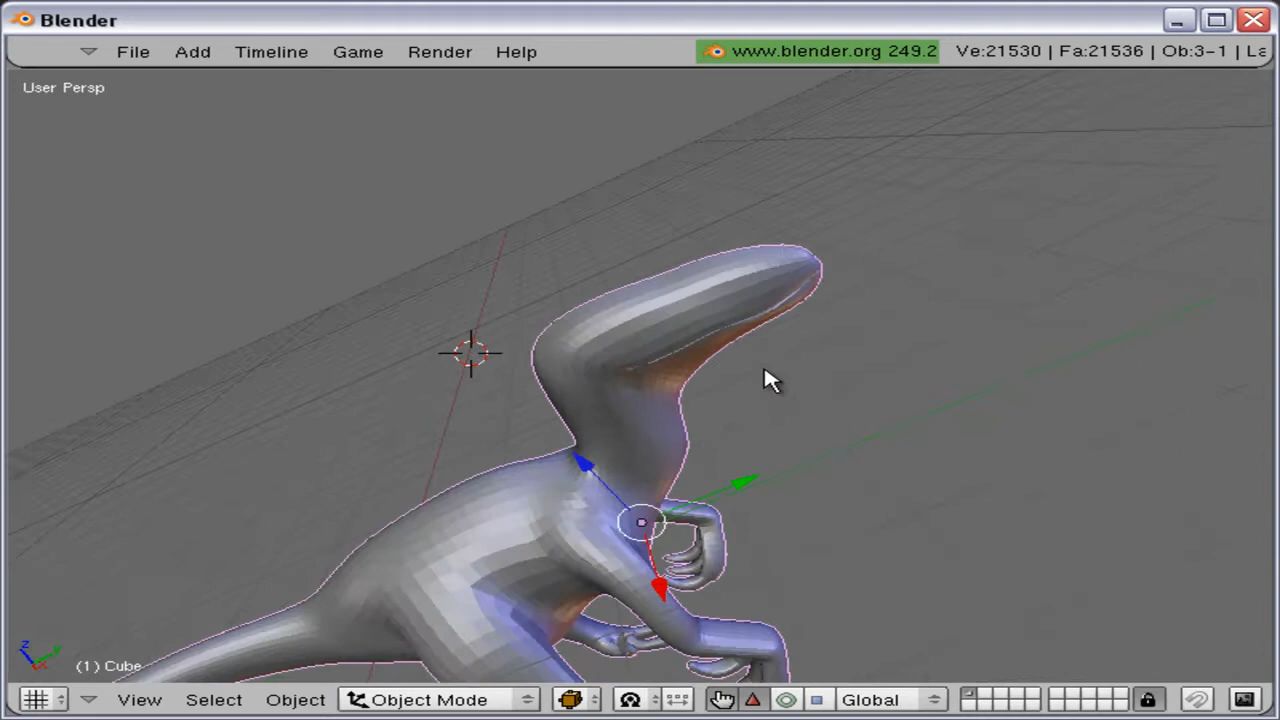 Blender
File Add Timeline Game Render Help www.blender.org 249.2 Ve:21530 | Fa:21536 | Ob:3-1 | La
User Persp
z y
(1) Cube
View Select Object Object Mode Global